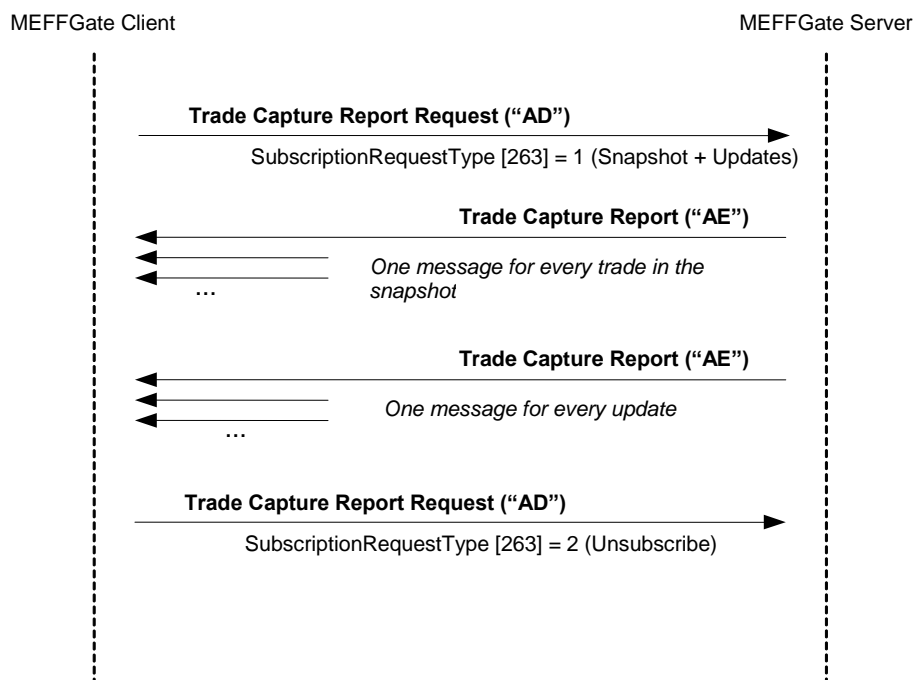 MEFFGate Client
MEFFGate Server
Trade Capture Report Request (“AD”)
SubscriptionRequestType [263] = 1 (Snapshot + Updates)
Trade Capture Report (“AE”)
One message for every trade in the
snapshot
...
Trade Capture Report (“AE”)
One message for every update
...
Trade Capture Report Request (“AD”)
SubscriptionRequestType [263] = 2 (Unsubscribe)